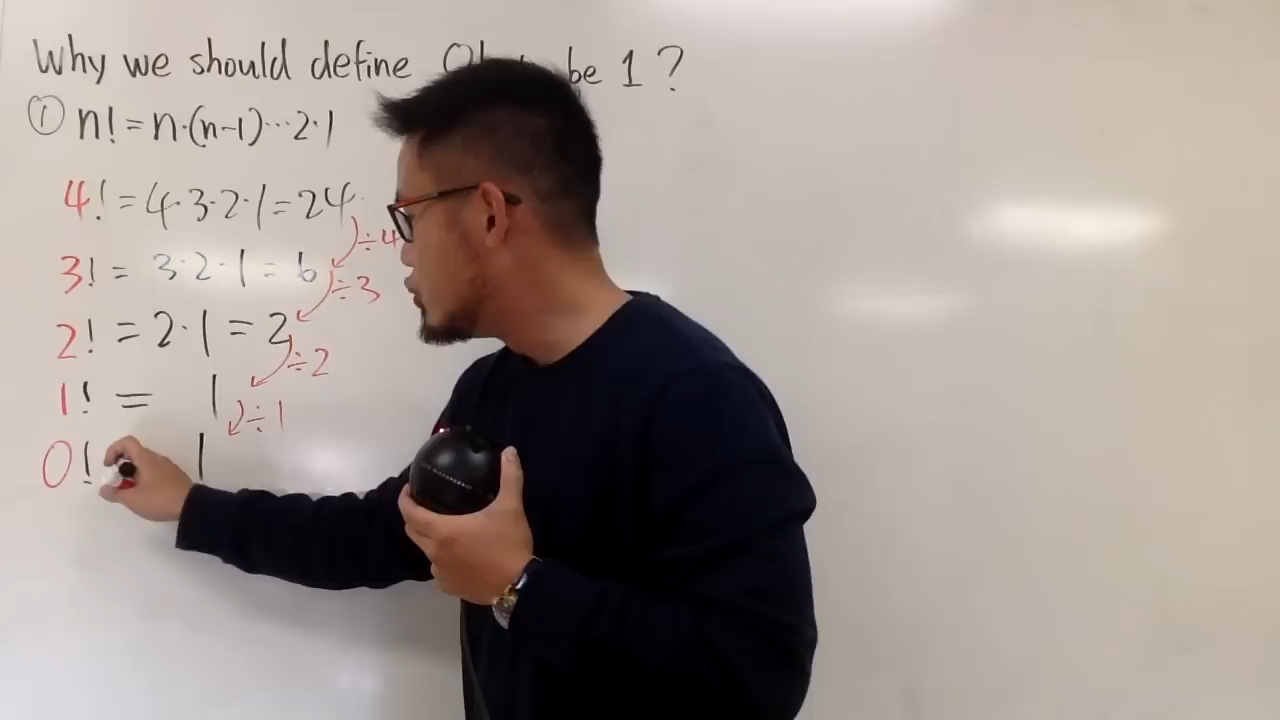 Why we should define be 1 ?
① n! = n·(n-1)···2·1
4! = 4·3·2·1 = 24
÷4
3! = 3·2·1 = 6
÷3
2! = 2·1 = 2
÷2
1! = 1
÷1
0! 1